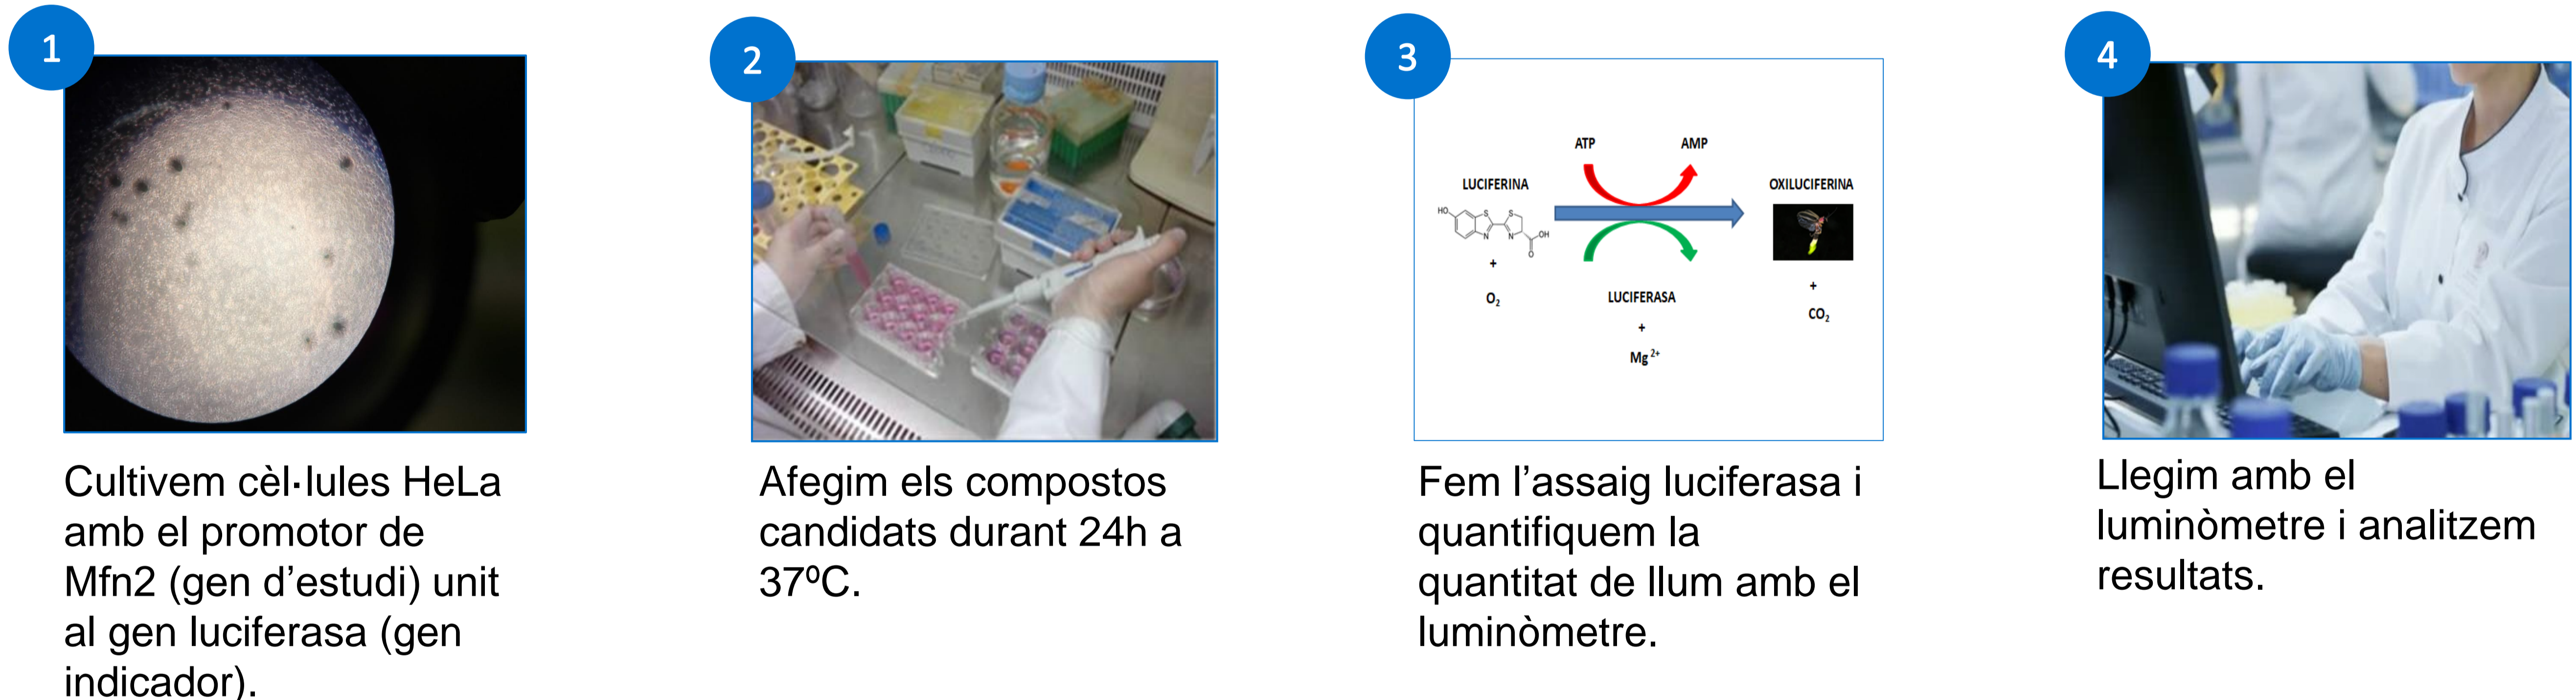 1
Cultivem cèl·lules HeLa
amb el promotor de
Mfn2 (gen d'estudi) unit
al gen luciferasa (gen
indicador).
2
Afegim els compostos
candidats durant 24h a
37ºC.
3
ATP
AMP
LUCIFERINA
OXILUCIFERINA
HO
S
S
N
N
OH
O
+
O₂
LUCIFERASA
+
Mg ²⁺
+
CO₂
Fem l’assaig luciferasa i
quantifiquem la
quantitat de llum amb el
luminòmetre.
4
Llegim amb el
luminòmetre i analitzem
resultats.